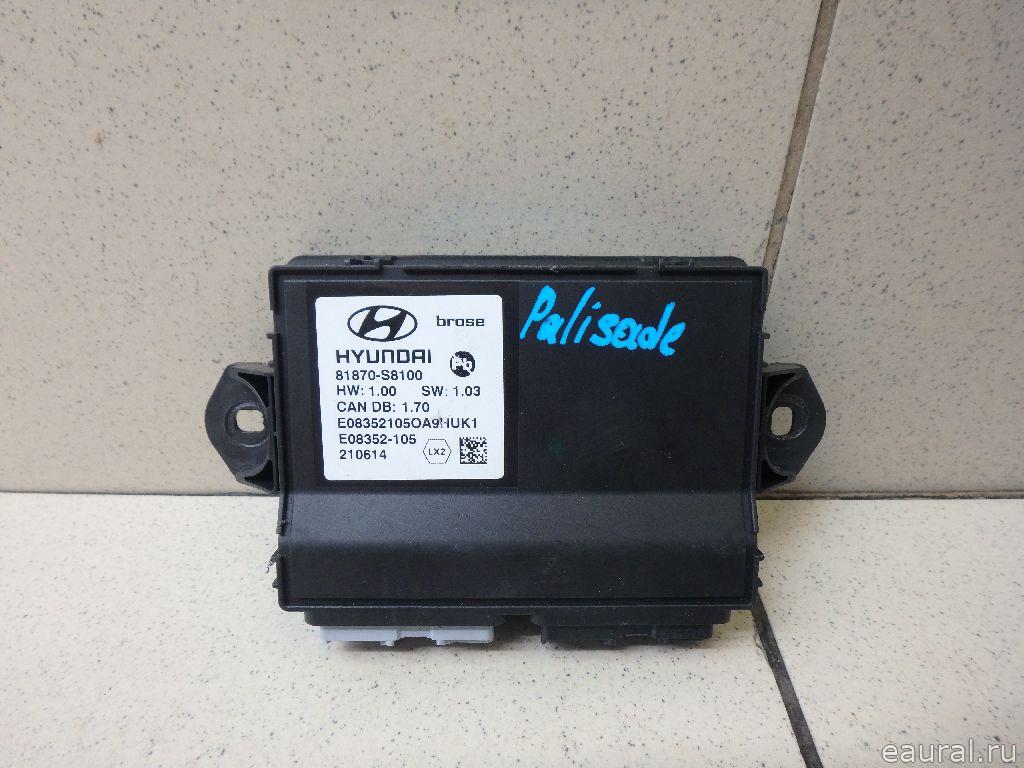 brose
Palisade
HYUNDAI
Pb
81870-S8100
HW: 1.00 SW: 1.03
CAN DB: 1.70
E08352105OA9HUK1
E08352-105
210614
LX2
eaural.ru